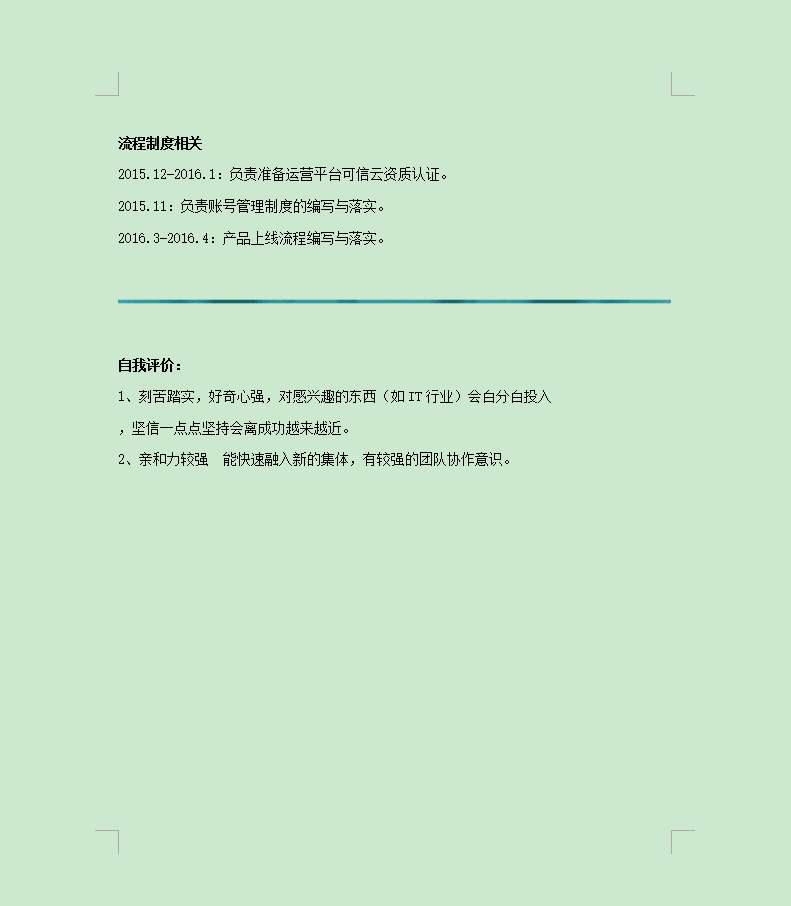 流程制度相关
2015.12-2016.1：负责准备运营平台可信云资质认证。
2015.11：负责账号管理制度的编写与落实。
2016.3-2016.4：产品上线流程编写与落实。
自我评价：
1、刻苦踏实，好奇心强，对感兴趣的东西（如 IT 行业）会白分白投入
，坚信一点点坚持会离成功越来越近。
2、亲和力较强　能快速融入新的集体，有较强的团队协作意识。